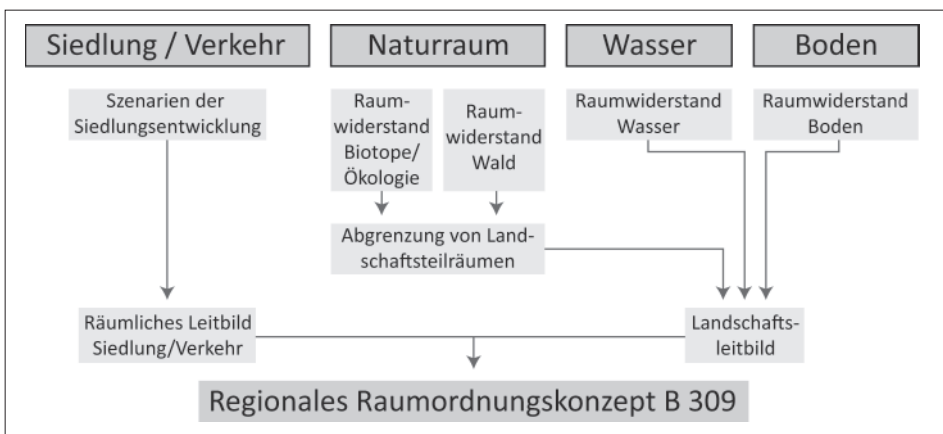 Siedlung / Verkehr
Naturraum
Wasser
Boden
Szenarien der
Siedlungsentwicklung
Raum-
widerstand
Biotope/
Ökologie
Raum-
widerstand
Wald
Raumwiderstand
Wasser
Raumwiderstand
Boden
Abgrenzung von Land-
schaftsteilräumen
Räumliches Leitbild
Siedlung/Verkehr
Landschafts-
leitbild
Regionales Raumordnungskonzept B 309